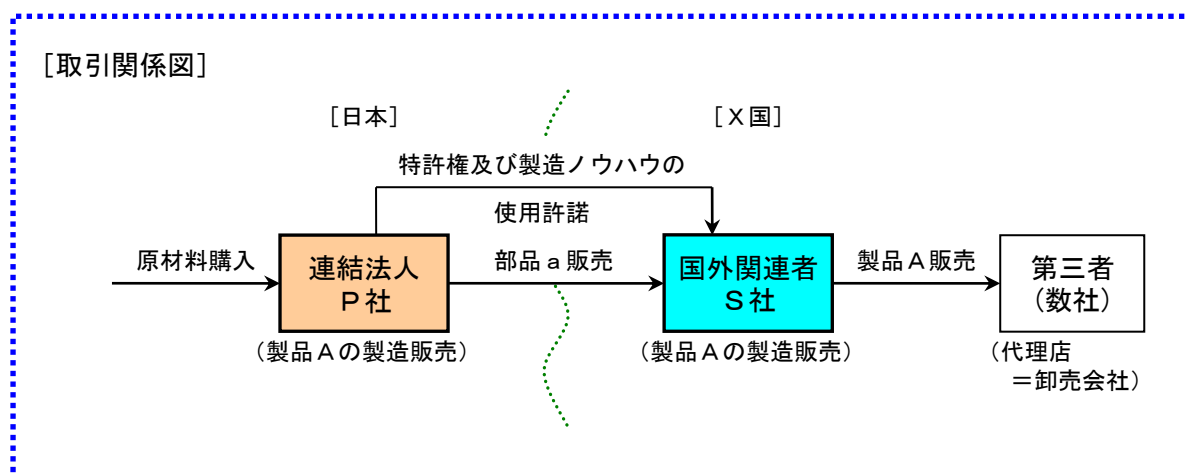 ［取引関係図］
［日本］
［Ｘ国］
特許権及び製造ノウハウの
使用許諾
原材料購入
連結法人
Ｐ社
部品ａ販売
国外関連者
Ｓ社
製品Ａ販売
第三者
（数社）
（製品Ａの製造販売）
（製品Ａの製造販売）
（代理店
＝卸売会社）